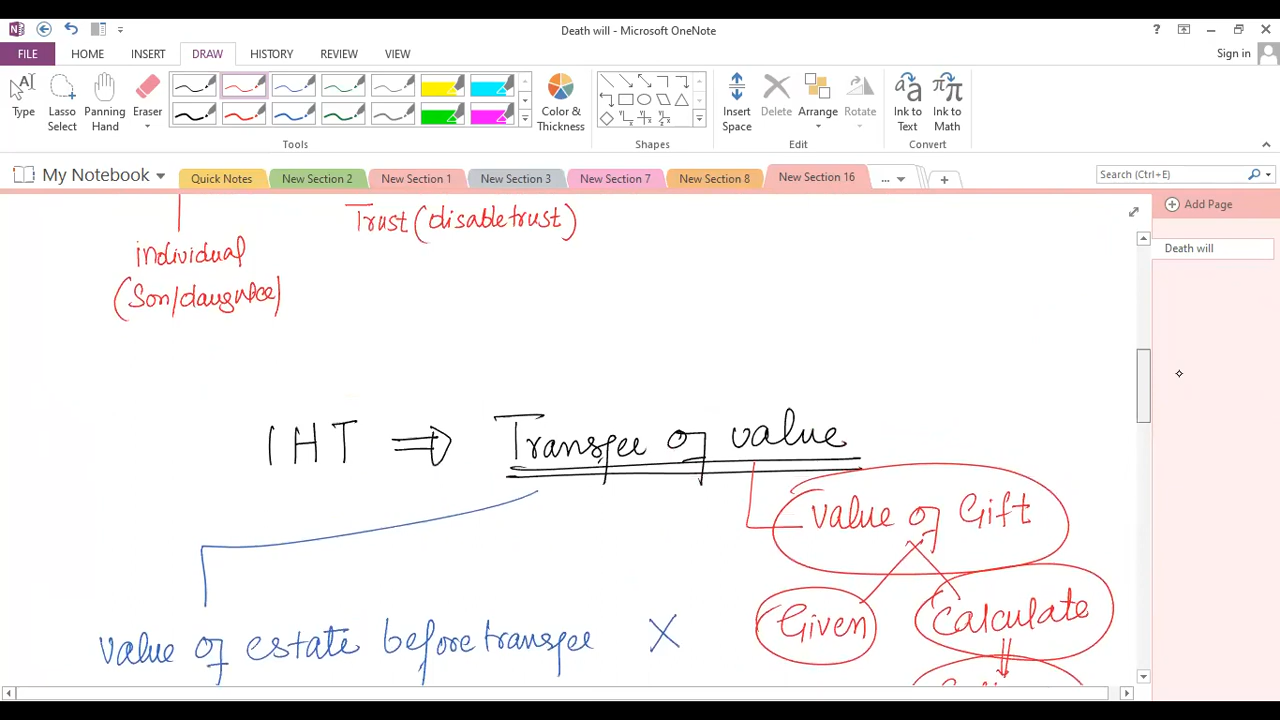 Death will - Microsoft OneNote
FILE HOME INSERT DRAW HISTORY REVIEW VIEW Sign in
Type Lasso Select Panning Hand Eraser
Color & Thickness
Insert Space Delete Arrange Rotate Ink to Text Ink to Math
Tools Shapes Edit Convert
My Notebook Quick Notes New Section 2 New Section 1 New Section 3 New Section 7 New Section 8 New Section 16 ... Search (Ctrl+E)
Add Page
Death will
Trust (disable trust)
individual
(Son/
IHT ⇒ Transfer of value
Value of Gift
Given Calculate
value of estate before transfer X